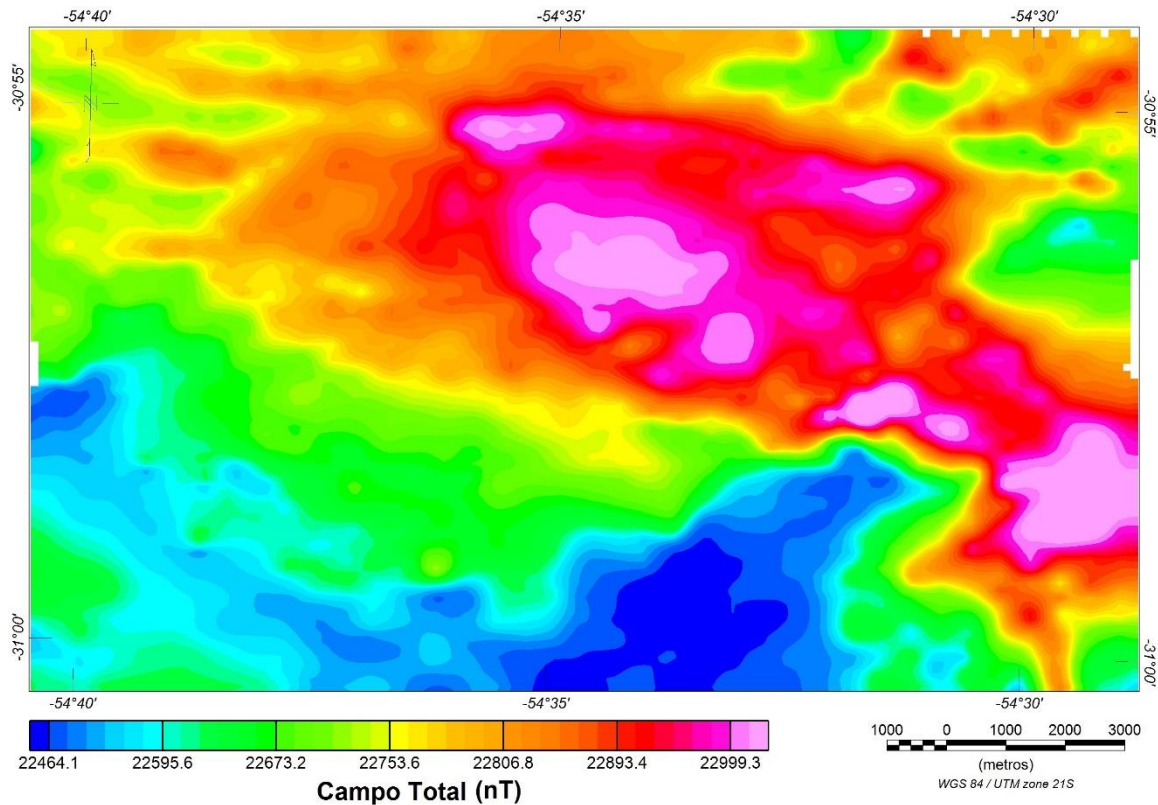 -54°40' -54°35' -54°30'
-30°55' -30°55'
-31°00' -31°00'
-54°40' -54°35' -54°30'
22464.1 22595.6 22673.2 22753.6 22806.8 22893.4 22999.3
Campo Total (nT)
1000 0 1000 2000 3000
(metros)
WGS 84 / UTM zone 21S